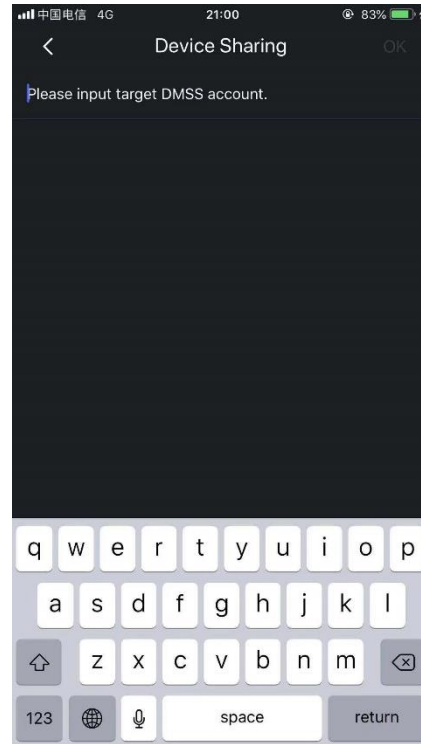 中国电信 4G 21:00 83%
Device Sharing OK
Please input target DMSS account.
q w e r t y u i o p
a s d f g h j k l
z x c v b n m
123 space return